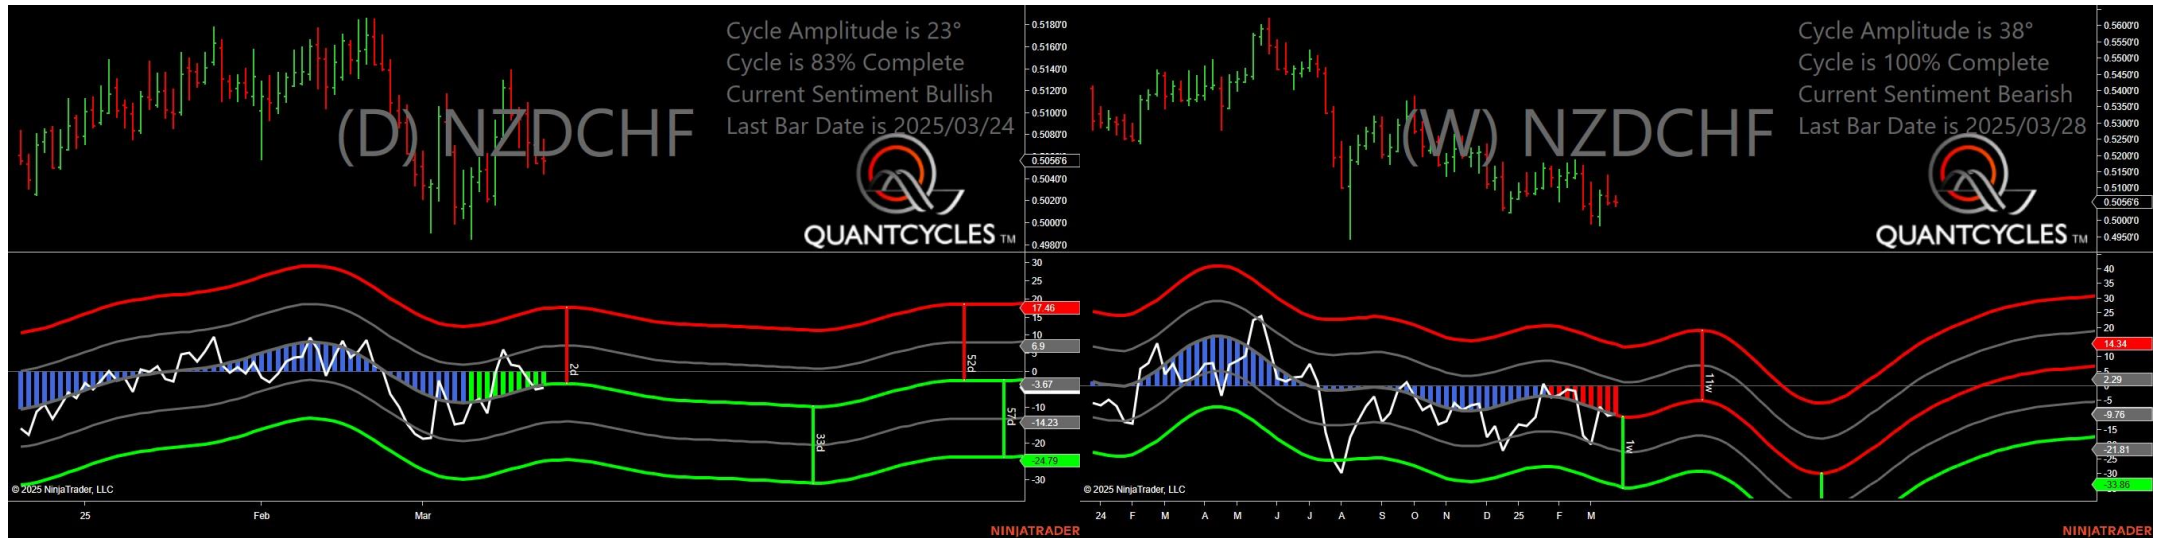 Cycle Amplitude is 23°
Cycle is 83% Complete
Current Sentiment Bullish
Last Bar Date is 2025/03/24
(D) NZDCHF
QUANTCYCLES TM
0.5180'0
0.5160'0
0.5140'0
0.5120'0
0.5100'0
0.5080'0
0.5056'6
0.5040'0
0.5020'0
0.5000'0
0.4980'0
30
25
20
17.46
15
10
6.9
5
0
-3.67
-10
-14.23
-20
-24.79
-30
2d
33d
52d
57d
© 2025 NinjaTrader, LLC
25 Feb Mar
NINJATRADER
Cycle Amplitude is 38°
Cycle is 100% Complete
Current Sentiment Bearish
Last Bar Date is 2025/03/28
(W) NZDCHF
QUANTCYCLES TM
0.5600'0
0.5550'0
0.5500'0
0.5450'0
0.5400'0
0.5350'0
0.5300'0
0.5250'0
0.5200'0
0.5150'0
0.5100'0
0.5056'6
0.5000'0
0.4950'0
40
35
30
25
20
14.34
10
5
2.29
-5
-9.76
-15
-21.81
-25
-30
-33.86
1w
11w
© 2025 NinjaTrader, LLC
24 F M A M J J A S O N D 25 F M
NINJATRADER